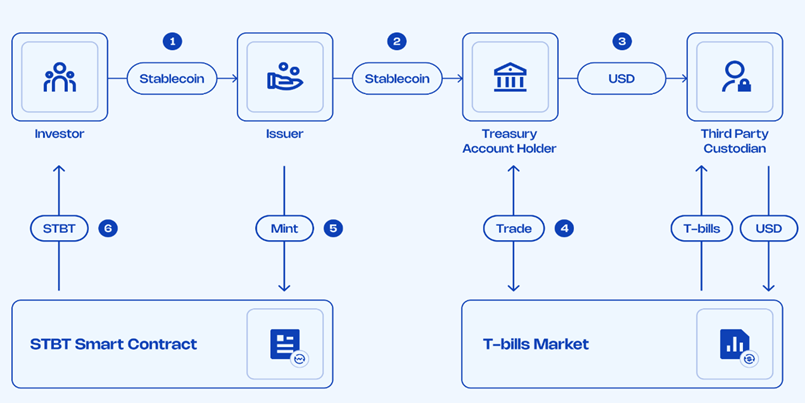 1
2
3
Stablecoin
Stablecoin
USD
Investor
Issuer
Treasury
Account Holder
Third Party
Custodian
STBT
6
Mint
5
Trade
4
T-bills
USD
STBT Smart Contract
T-bills Market